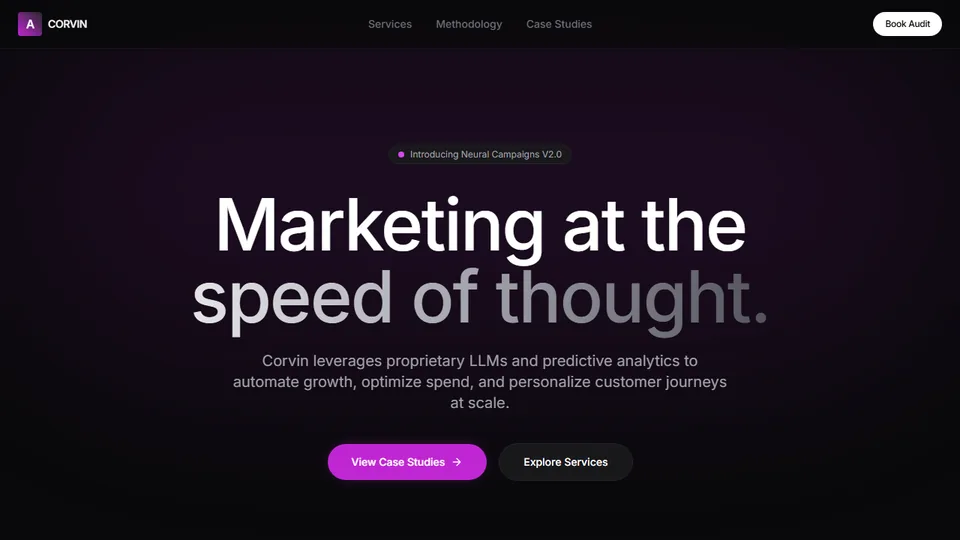 A CORVIN
Services Methodology Case Studies
Book Audit
Introducing Neural Campaigns V2.0
Marketing at the
speed of thought.
Corvin leverages proprietary LLMs and predictive analytics to
automate growth, optimize spend, and personalize customer journeys
at scale.
View Case Studies →
Explore Services